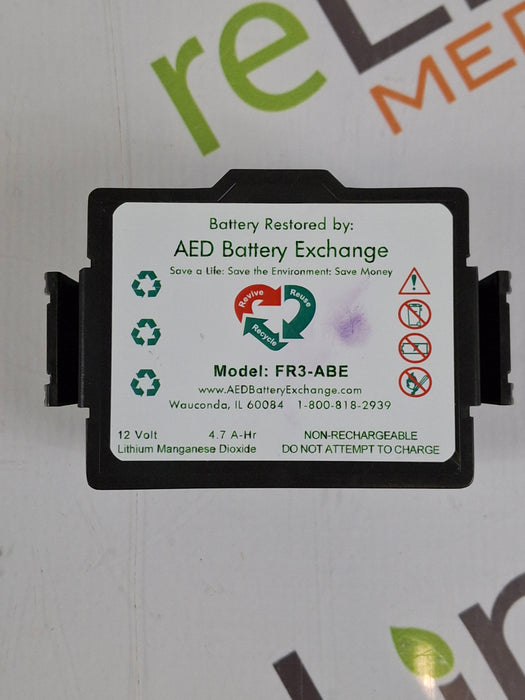 re
MED
Battery Restored by:
AED Battery Exchange
Save a Life: Save the Environment: Save Money
Revive
Reuse
Recycle
Model: FR3-ABE
www.AEDBatteryExchange.com
Wauconda, IL 60084 1-800-818-2939
12 Volt 4.7 A-Hr NON-RECHARGEABLE
Lithium Manganese Dioxide DO NOT ATTEMPT TO CHARGE